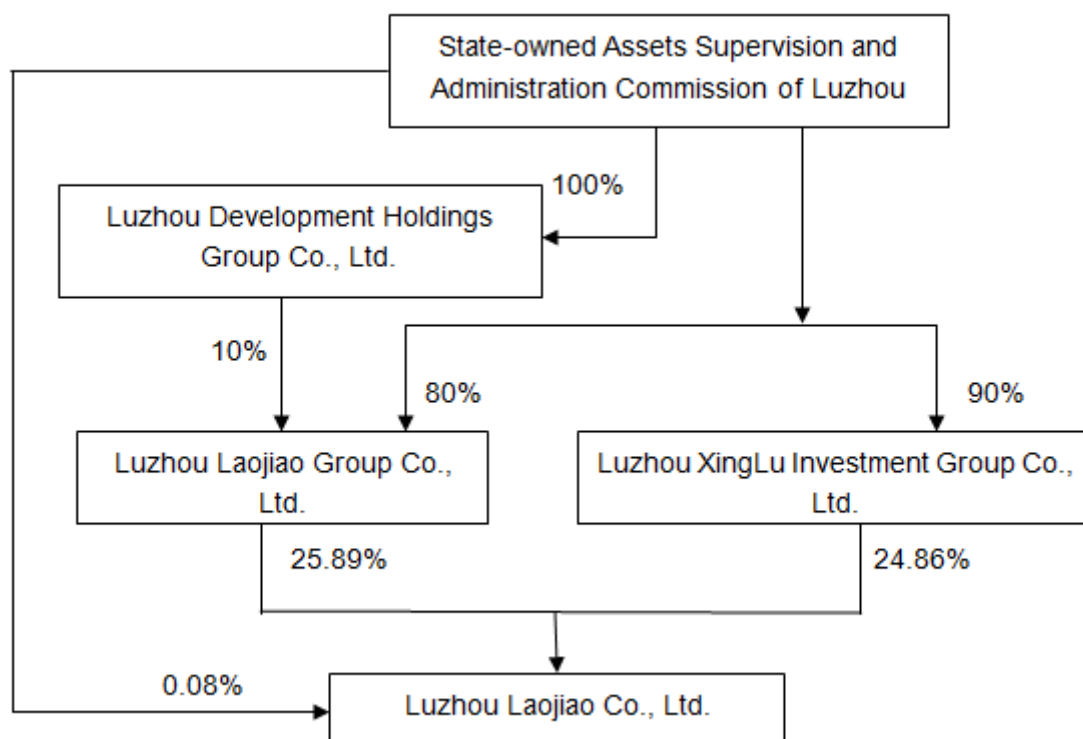 State-owned Assets Supervision and
Administration Commission of Luzhou
100%
Luzhou Development Holdings
Group Co., Ltd.
10%
80%
90%
Luzhou Laojiao Group Co.,
Ltd.
Luzhou XingLu Investment Group Co.,
Ltd.
25.89%
24.86%
0.08%
Luzhou Laojiao Co., Ltd.